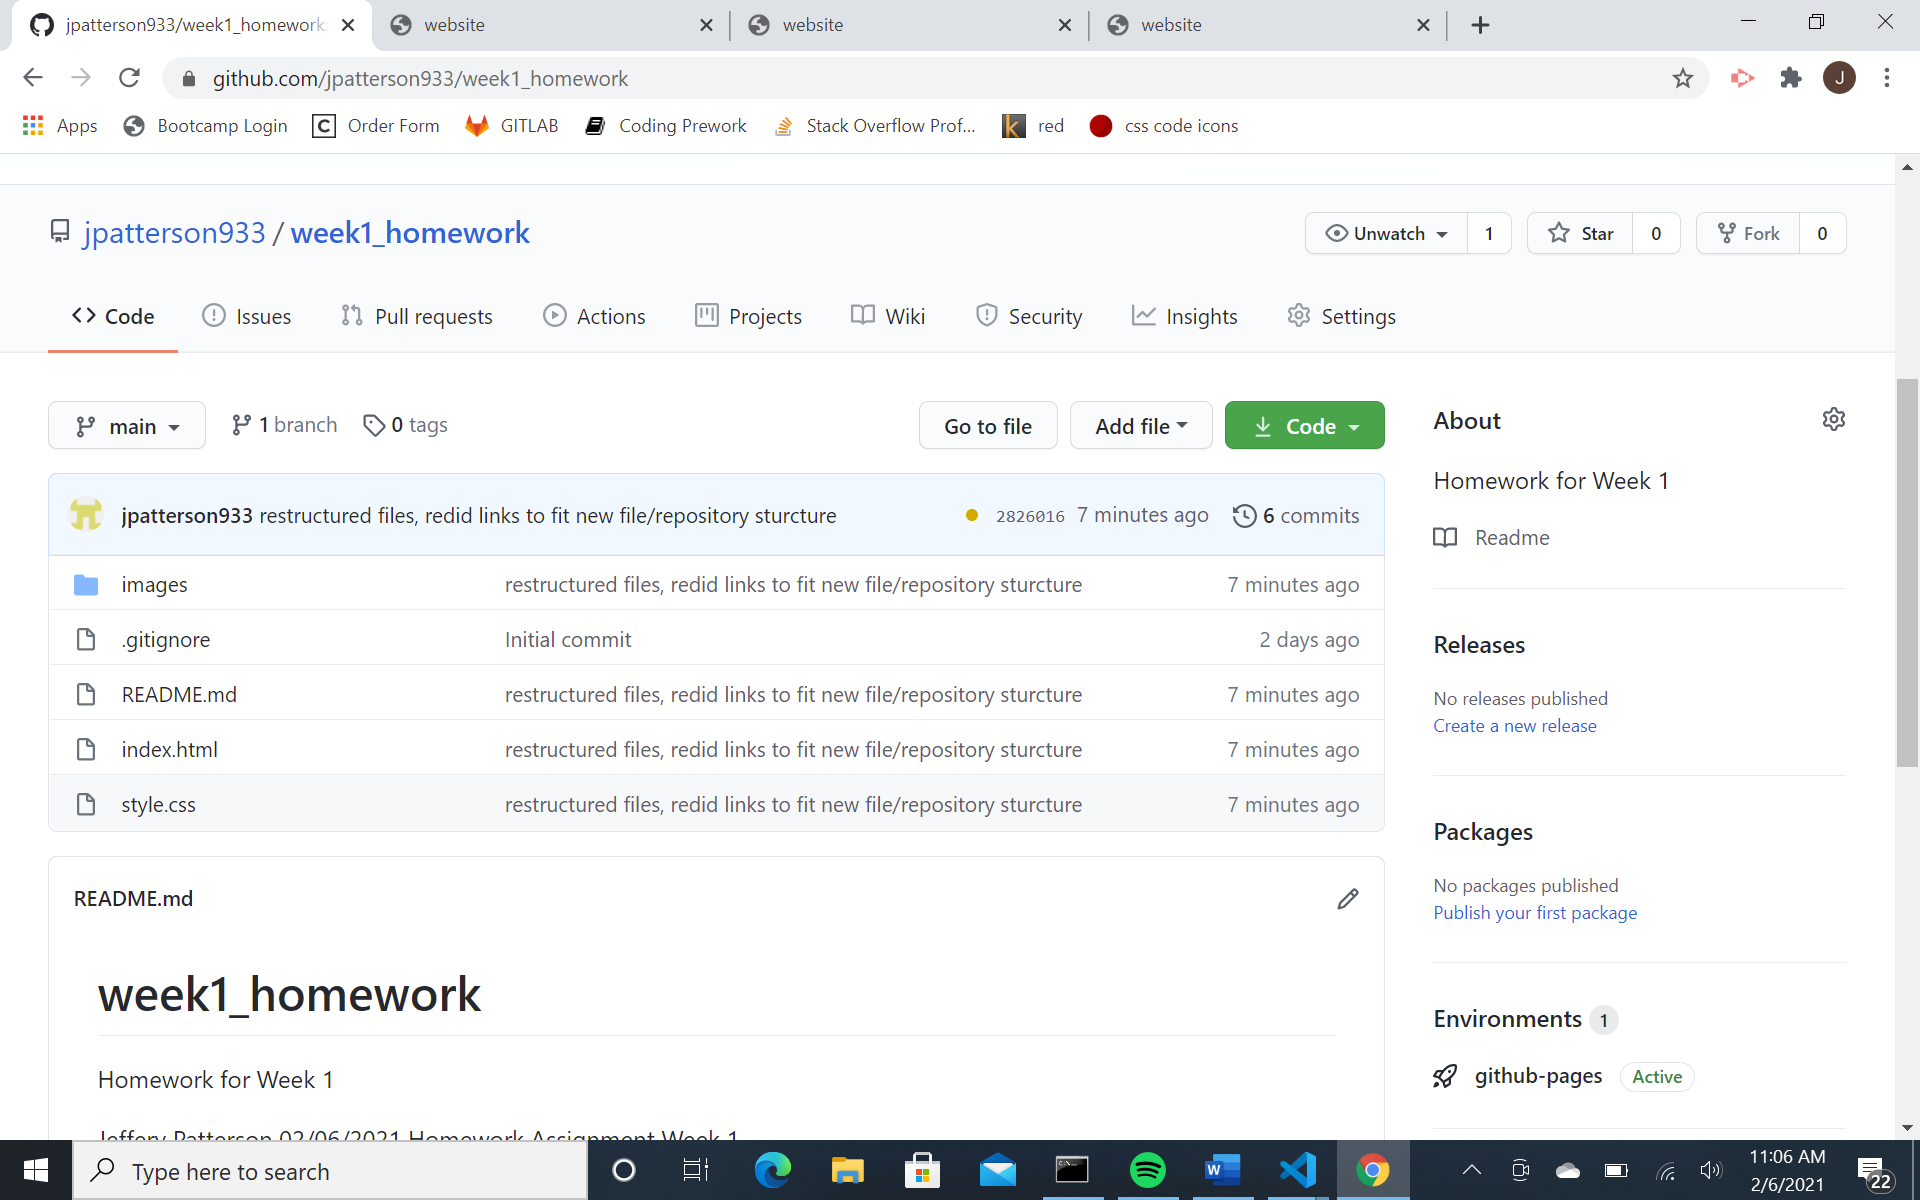 jpatterson933/week1_homework
website
website
website
github.com/jpatterson933/week1_homework
J
Apps
Bootcamp Login
Order Form
GITLAB
Coding Prework
Stack Overflow Prof...
red
css code icons
jpatterson933 / week1_homework
Unwatch 1
Star 0
Fork 0
Code
Issues
Pull requests
Actions
Projects
Wiki
Security
Insights
Settings
main
1 branch
0 tags
Go to file
Add file
Code
jpatterson933 restructured files, redid links to fit new file/repository sturcture 2826016 7 minutes ago 6 commits
images restructured files, redid links to fit new file/repository sturcture 7 minutes ago
.gitignore Initial commit 2 days ago
README.md restructured files, redid links to fit new file/repository sturcture 7 minutes ago
index.html restructured files, redid links to fit new file/repository sturcture 7 minutes ago
style.css restructured files, redid links to fit new file/repository sturcture 7 minutes ago
README.md
week1_homework
Homework for Week 1
Jeffery Patterson 02/06/2021 Homework Assignment Week 1
About
Homework for Week 1
Readme
Releases
No releases published
Create a new release
Packages
No packages published
Publish your first package
Environments 1
github-pages Active
Type here to search
11:06 AM
2/6/2021
22